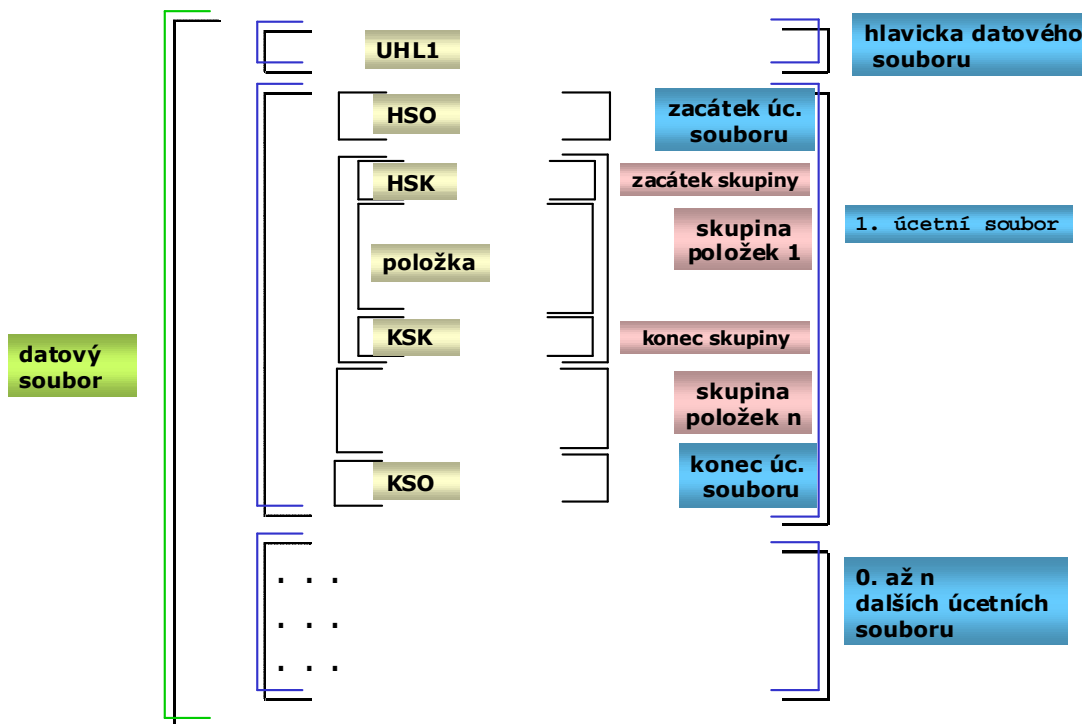 UHL1
hlavicka datového
souboru
HSO
zacátek úc.
souboru
HSK
zacátek skupiny
skupina
položek 1
1. úcetní soubor
položka
KSK
konec skupiny
datový
soubor
skupina
položek n
KSO
konec úc.
souboru
. . .
0. až n
dalších úcetních
souboru
. . .
. . .